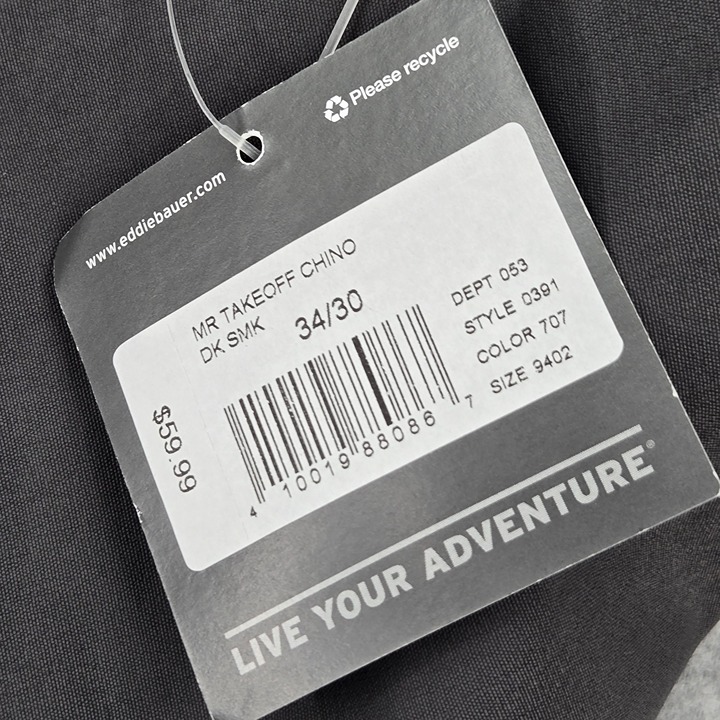 Please recycle
www.eddiebauer.com
MR TAKEOFF CHINO
DK SMK 34/30
DEPT 053
STYLE 0391
COLOR 707
SIZE 9402
$59.99
4 10019 88086 7
LIVE YOUR ADVENTURE®